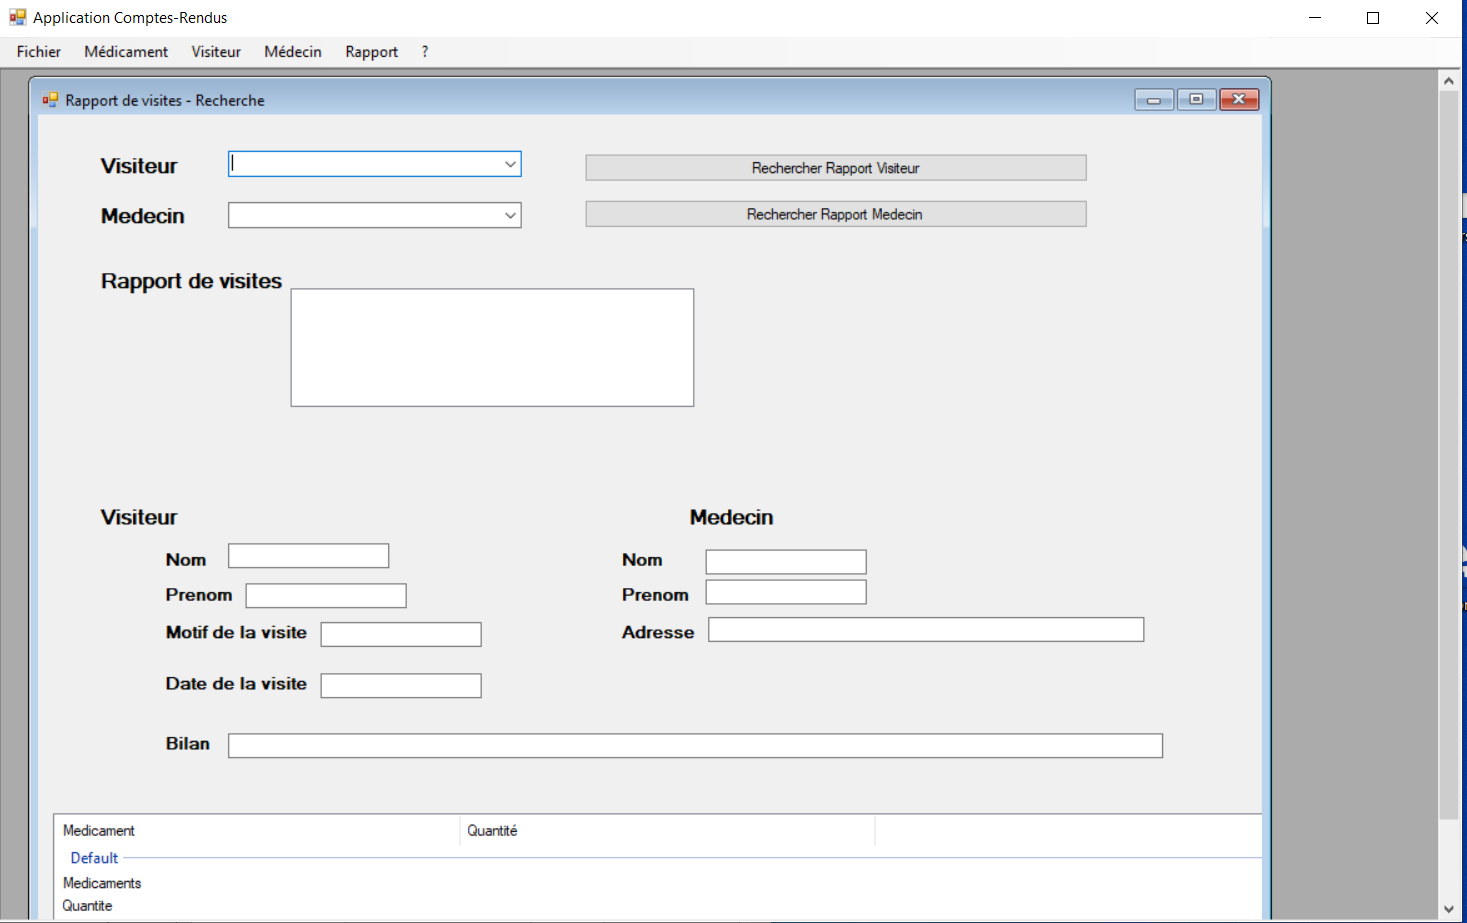 Application Comptes-Rendus
Fichier Médicament Visiteur Médecin Rapport ?
Rapport de visites - Recherche
Visiteur Rechercher Rapport Visiteur
Medecin Rechercher Rapport Medecin
Rapport de visites
Visiteur Medecin
Nom Nom
Prenom Prenom
Motif de la visite Adresse
Date de la visite
Bilan
Medicament Quantité
Default
Medicaments
Quantite